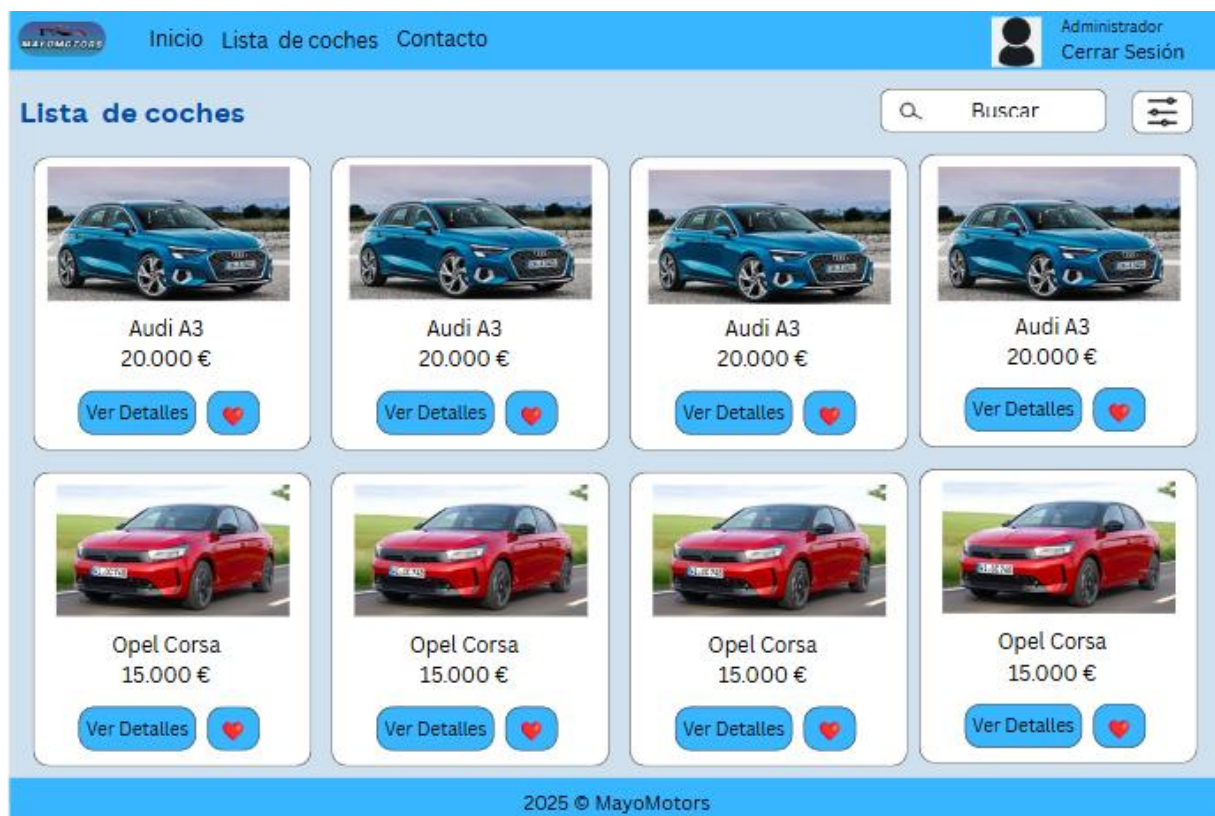 MAYOMOTORS
Inicio Lista de coches Contacto
Administrador
Cerrar Sesión
Lista de coches
Buscar
Audi A3
20.000 €
Ver Detalles
Audi A3
20.000 €
Ver Detalles
Audi A3
20.000 €
Ver Detalles
Audi A3
20.000 €
Ver Detalles
Opel Corsa
15.000 €
Ver Detalles
Opel Corsa
15.000 €
Ver Detalles
Opel Corsa
15.000 €
Ver Detalles
Opel Corsa
15.000 €
Ver Detalles
2025 © MayoMotors